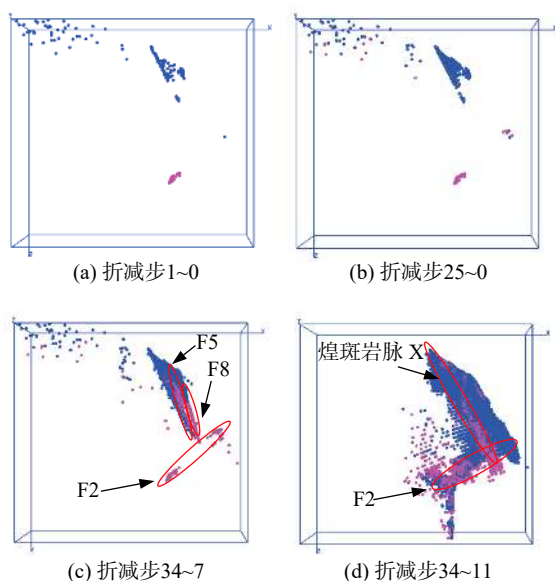 (a) 折减步1~0
(b) 折减步25~0
F5
F8
F2
(c) 折减步34~7
煌斑岩脉 X
F2
(d) 折减步34~11